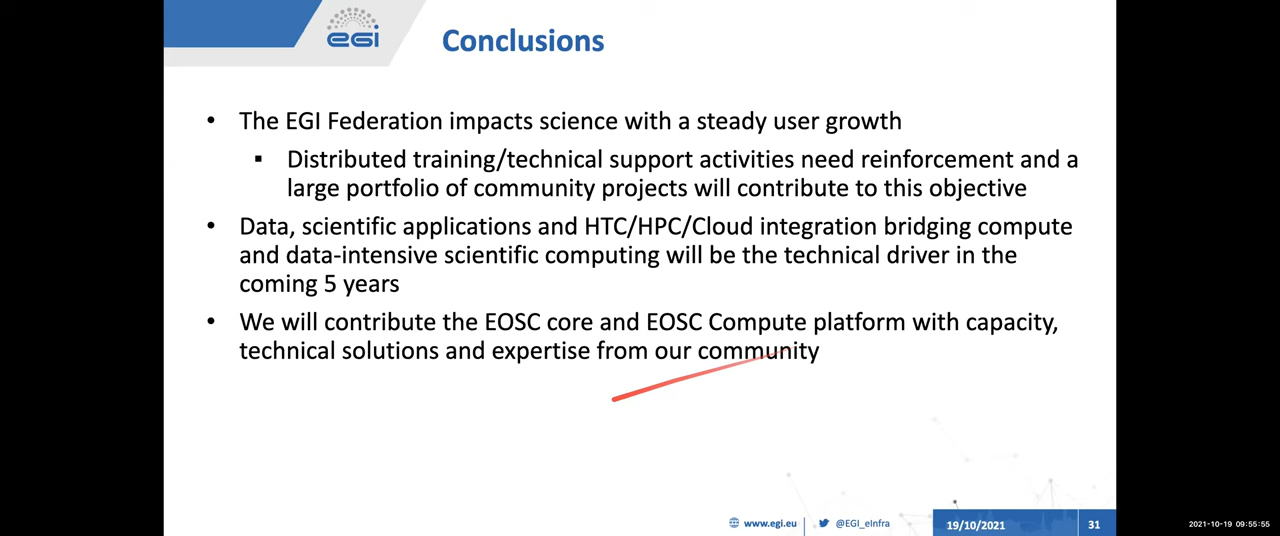 egi
Conclusions
• The EGI Federation impacts science with a steady user growth
▪ Distributed training/technical support activities need reinforcement and a
large portfolio of community projects will contribute to this objective
• Data, scientific applications and HTC/HPC/Cloud integration bridging compute
and data-intensive scientific computing will be the technical driver in the
coming 5 years
• We will contribute the EOSC core and EOSC Compute platform with capacity,
technical solutions and expertise from our community
www.egi.eu
@EGI_eInfra
19/10/2021
31
2021-10-19 09:55:55